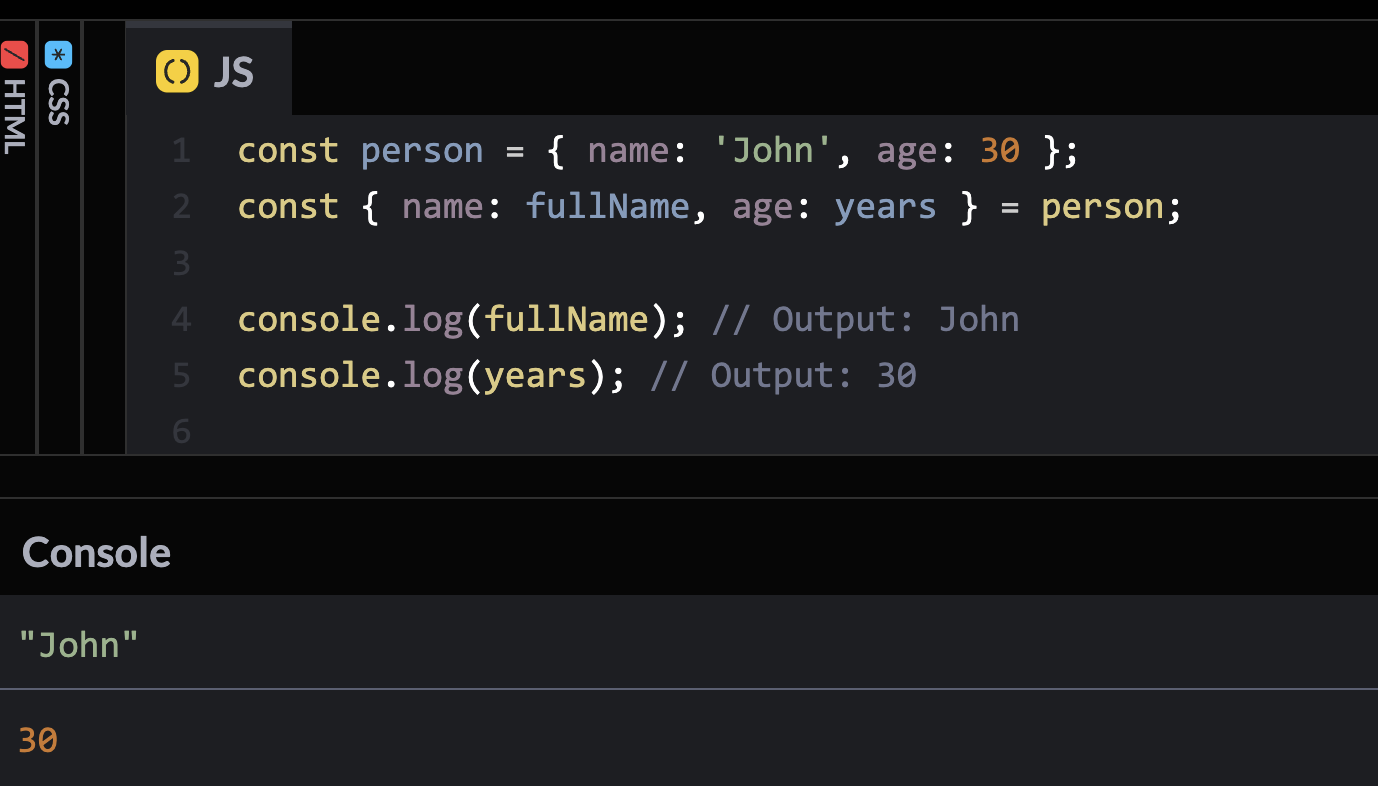 HTML
CSS
JS
1 const person = { name: 'John', age: 30 };
2 const { name: fullName, age: years } = person;
3
4 console.log(fullName); // Output: John
5 console.log(years); // Output: 30
6
Console
"John"
30